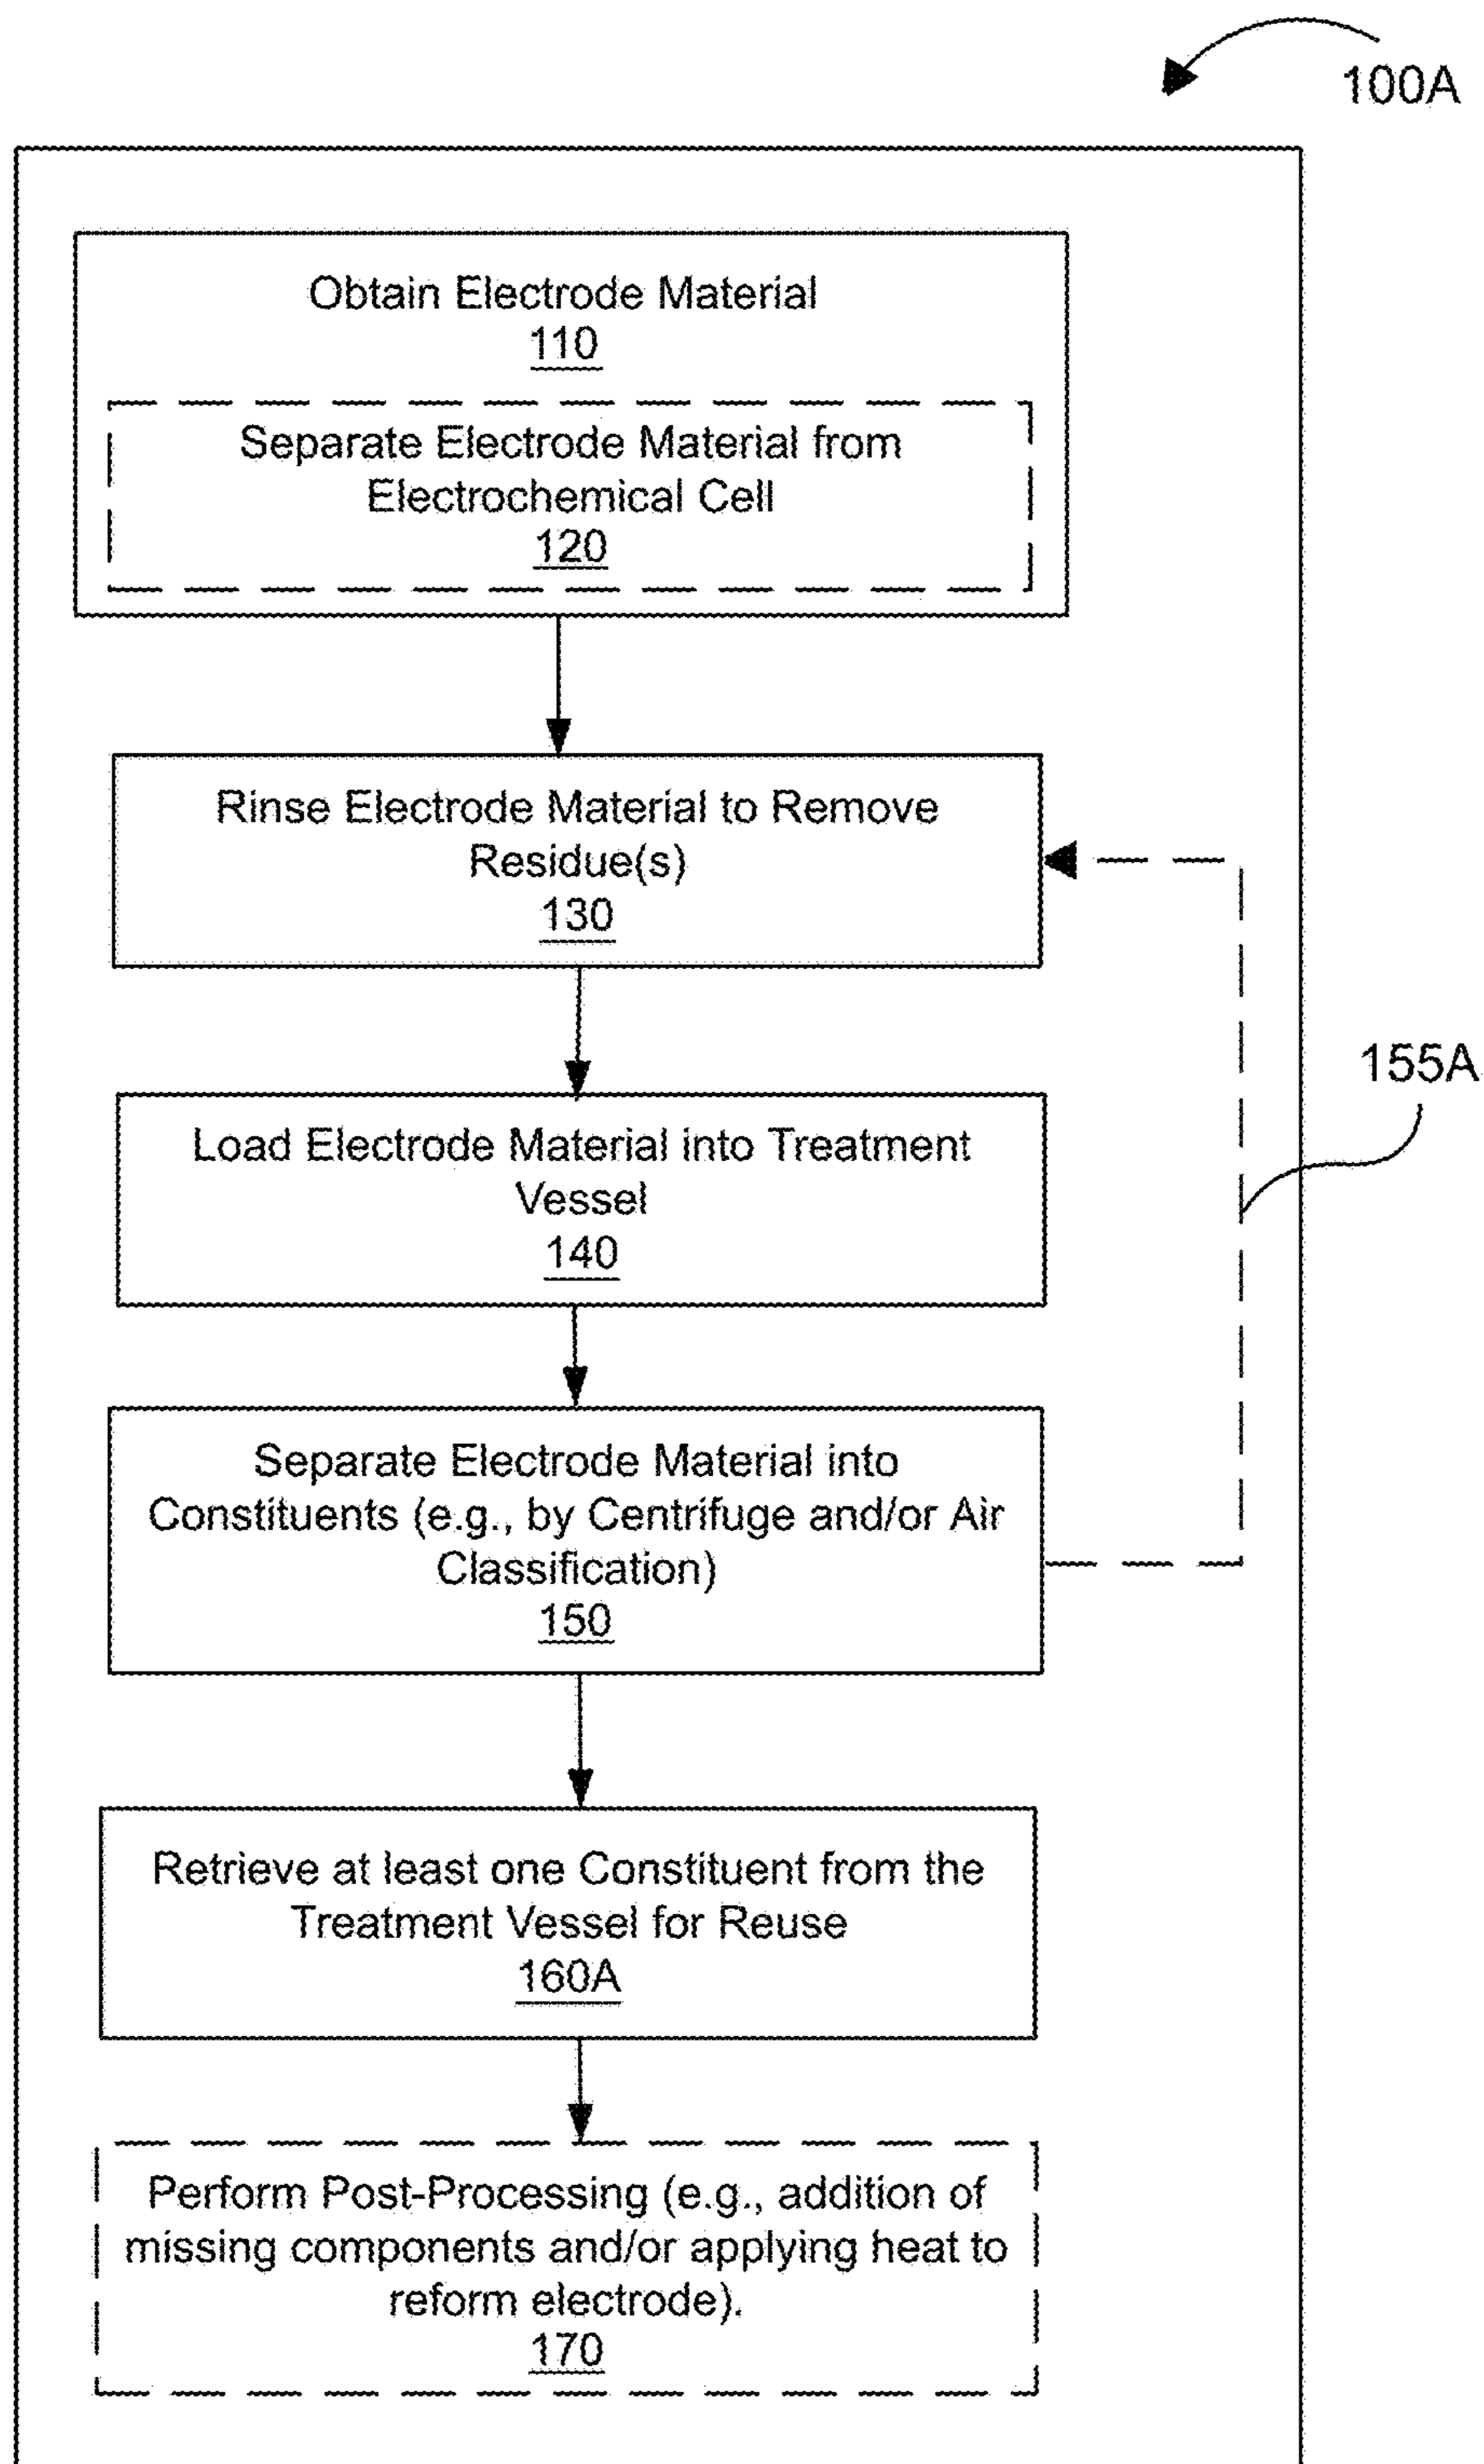 100A
Obtain Electrode Material
110
Separate Electrode Material from
Electrochemical Cell
120
Rinse Electrode Material to Remove
Residue(s)
130
155A
Load Electrode Material into Treatment
Vessel
140
Separate Electrode Material into
Constituents (e.g., by Centrifuge and/or Air
Classification)
150
Retrieve at least one Constituent from the
Treatment Vessel for Reuse
160A
Perform Post-Processing (e.g., addition of
missing components and/or applying heat to
reform electrode).
170